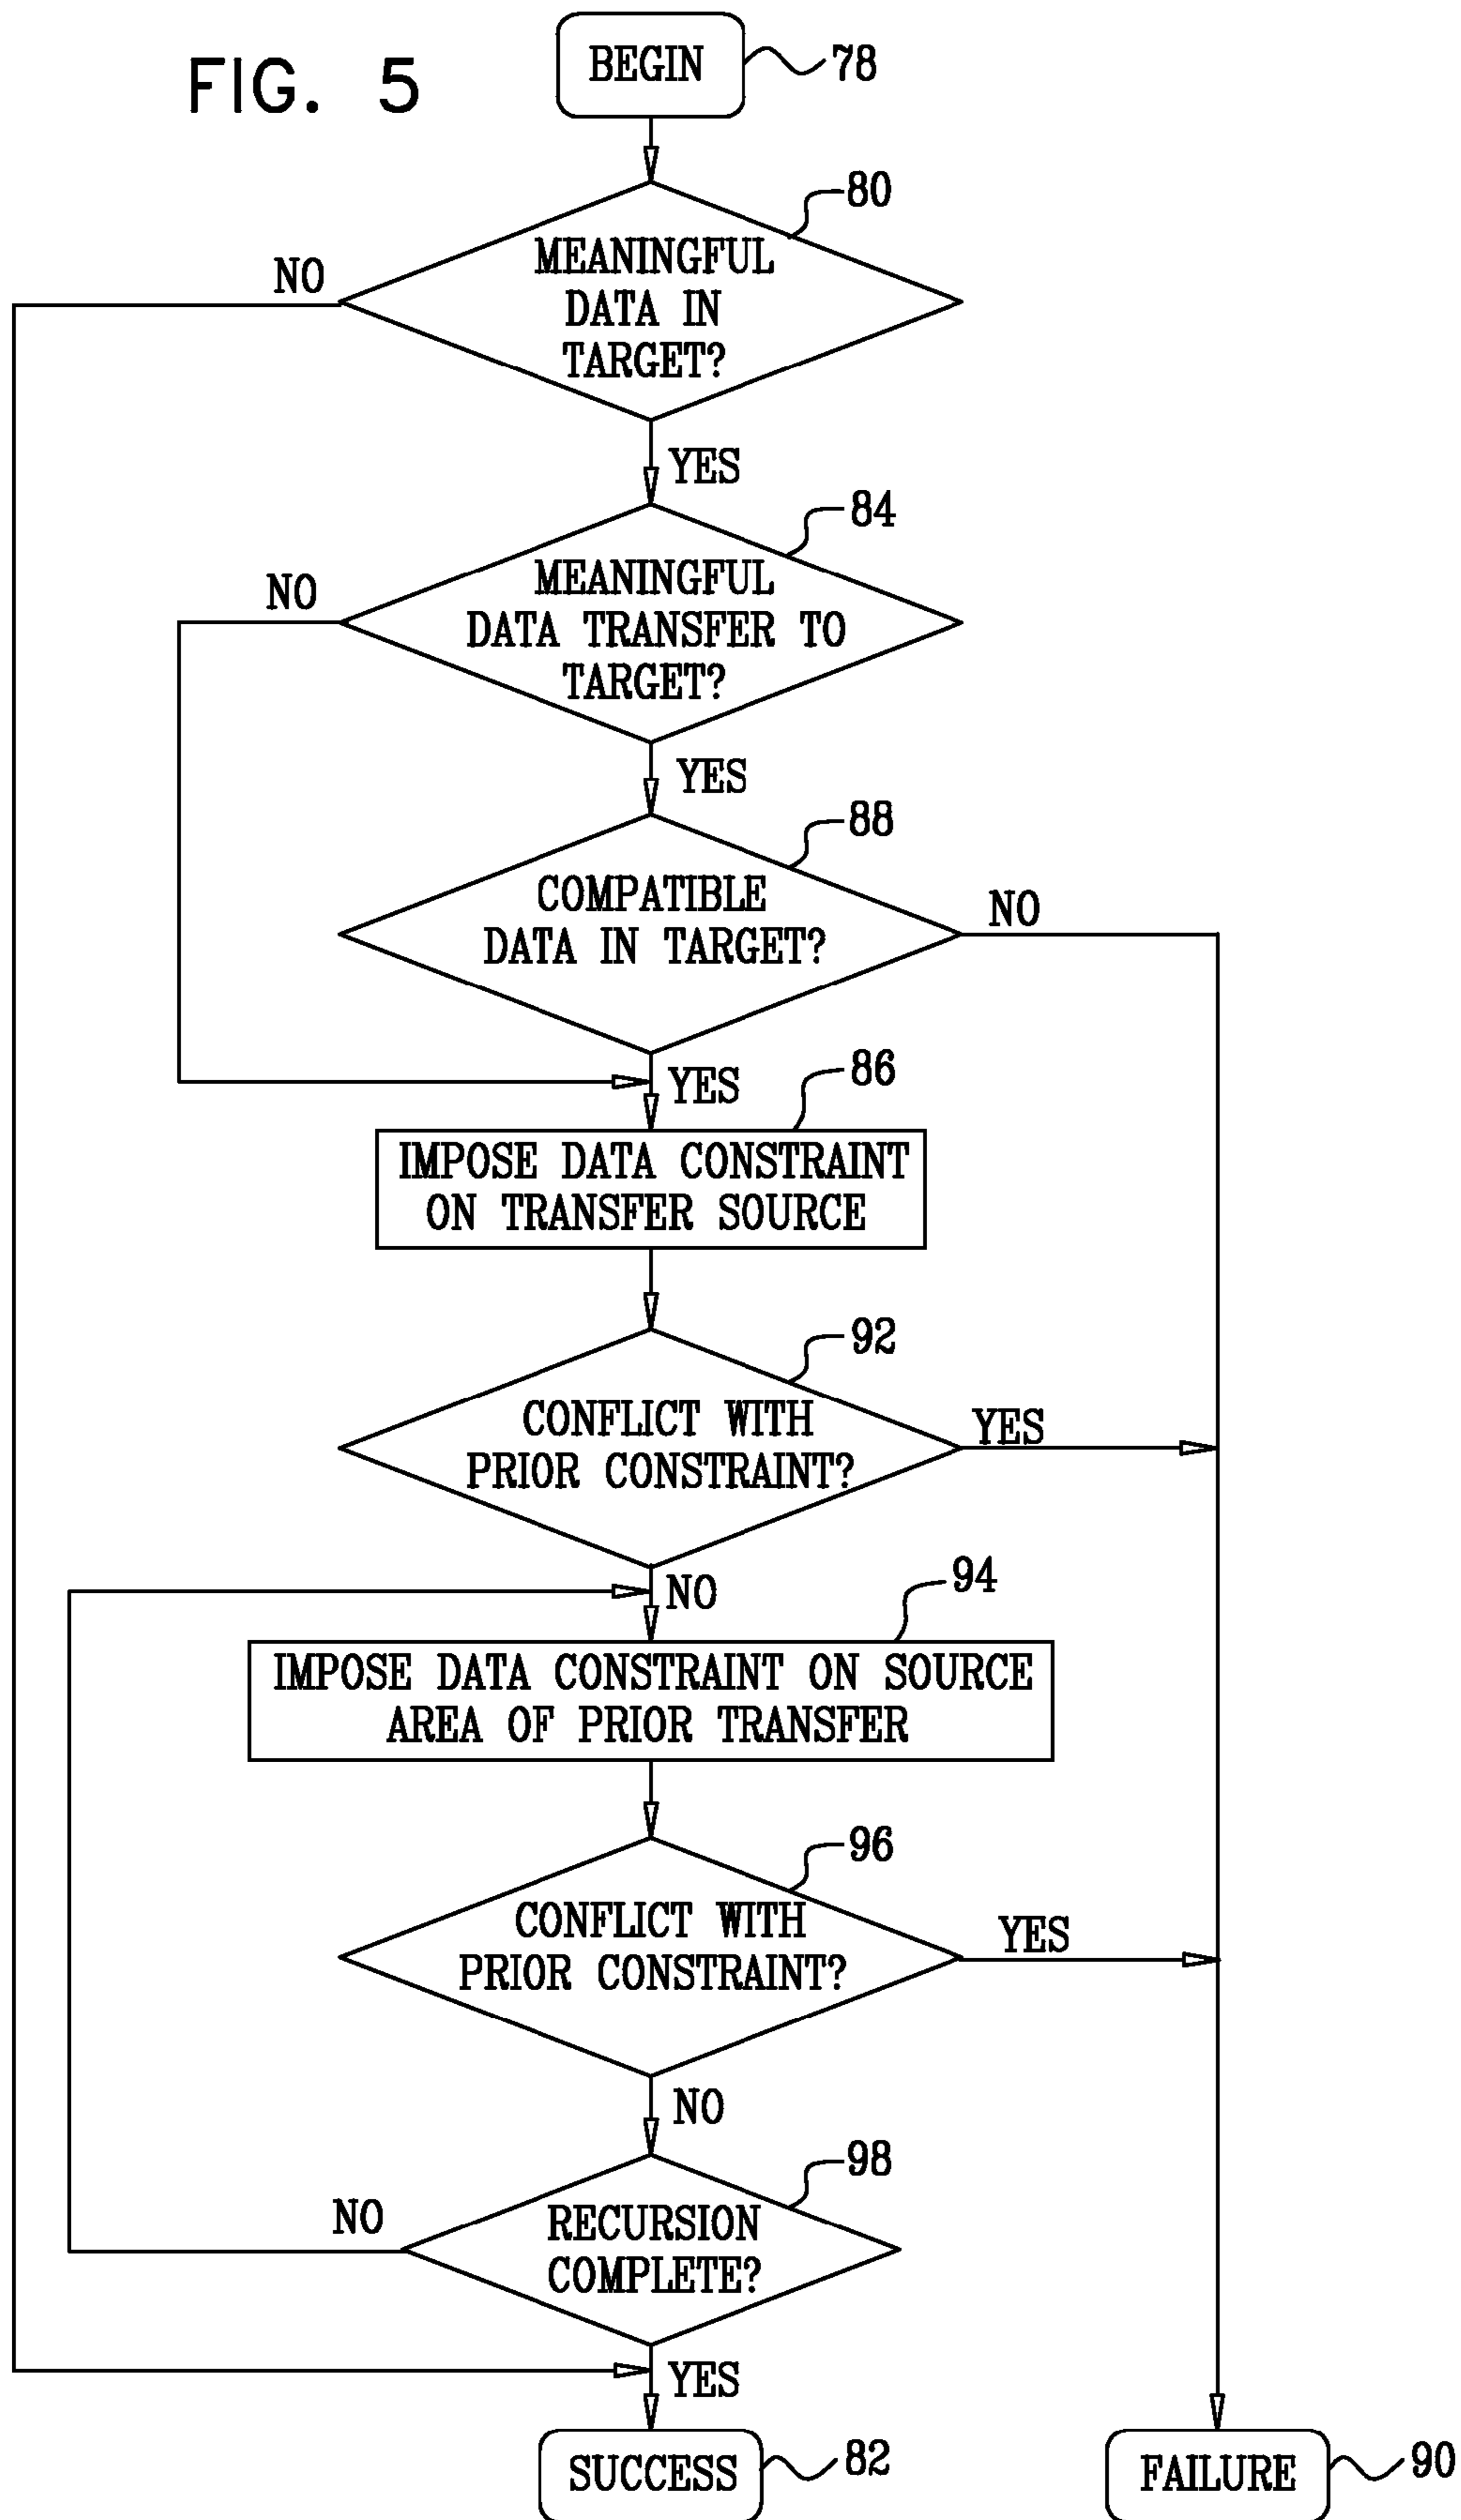 FIG. 5
BEGIN
78
80
MEANINGFUL
DATA IN
TARGET?
NO
YES
84
MEANINGFUL
DATA TRANSFER TO
TARGET?
NO
YES
88
COMPATIBLE
DATA IN TARGET?
NO
YES
86
IMPOSE DATA CONSTRAINT
ON TRANSFER SOURCE
92
CONFLICT WITH
PRIOR CONSTRAINT?
YES
NO
94
IMPOSE DATA CONSTRAINT ON SOURCE
AREA OF PRIOR TRANSFER
96
CONFLICT WITH
PRIOR CONSTRAINT?
YES
NO
98
RECURSION
COMPLETE?
NO
YES
SUCCESS
82
FAILURE
90